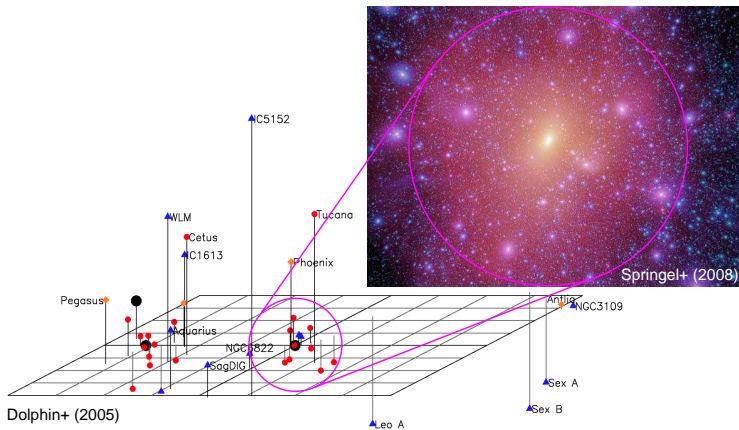 IC5152
WLM
Tucana
Cetus
IC1613
Phoenix
Springel+ (2008)
Pegasus
Antlia
NGC3109
Aquarius
NGC6822
SagDIG
Sex A
Dolphin+ (2005)
Sex B
Leo A